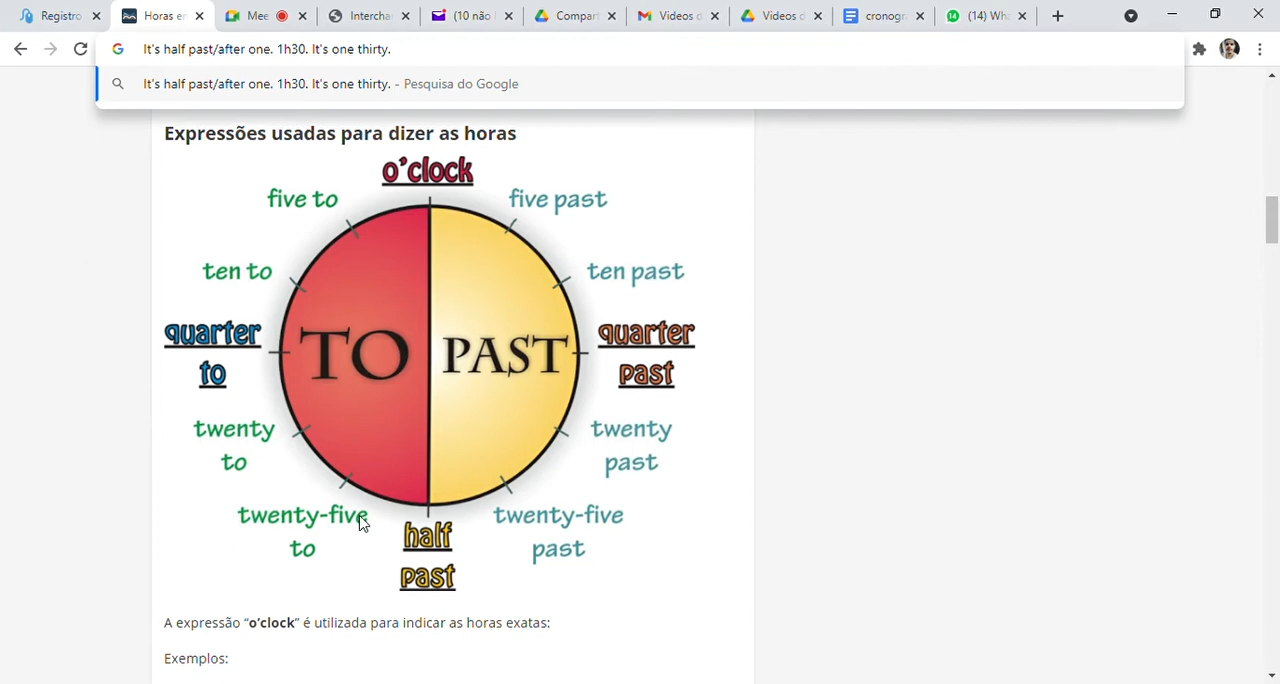 Registro
Horas e
Mee
Intercha
(10 não
Compar
Videos d
Videos d
cronogr
(14) Wha
14
It's half past/after one. 1h30. It's one thirty.
It's half past/after one. 1h30. It's one thirty. - Pesquisa do Google
Expressões usadas para dizer as horas
o'clock
five to
five past
ten to
ten past
quarter
to
TO
PAST
quarter
past
twenty
to
twenty
past
twenty-five
to
half
past
twenty-five
past
A expressão “o'clock” é utilizada para indicar as horas exatas:
Exemplos: